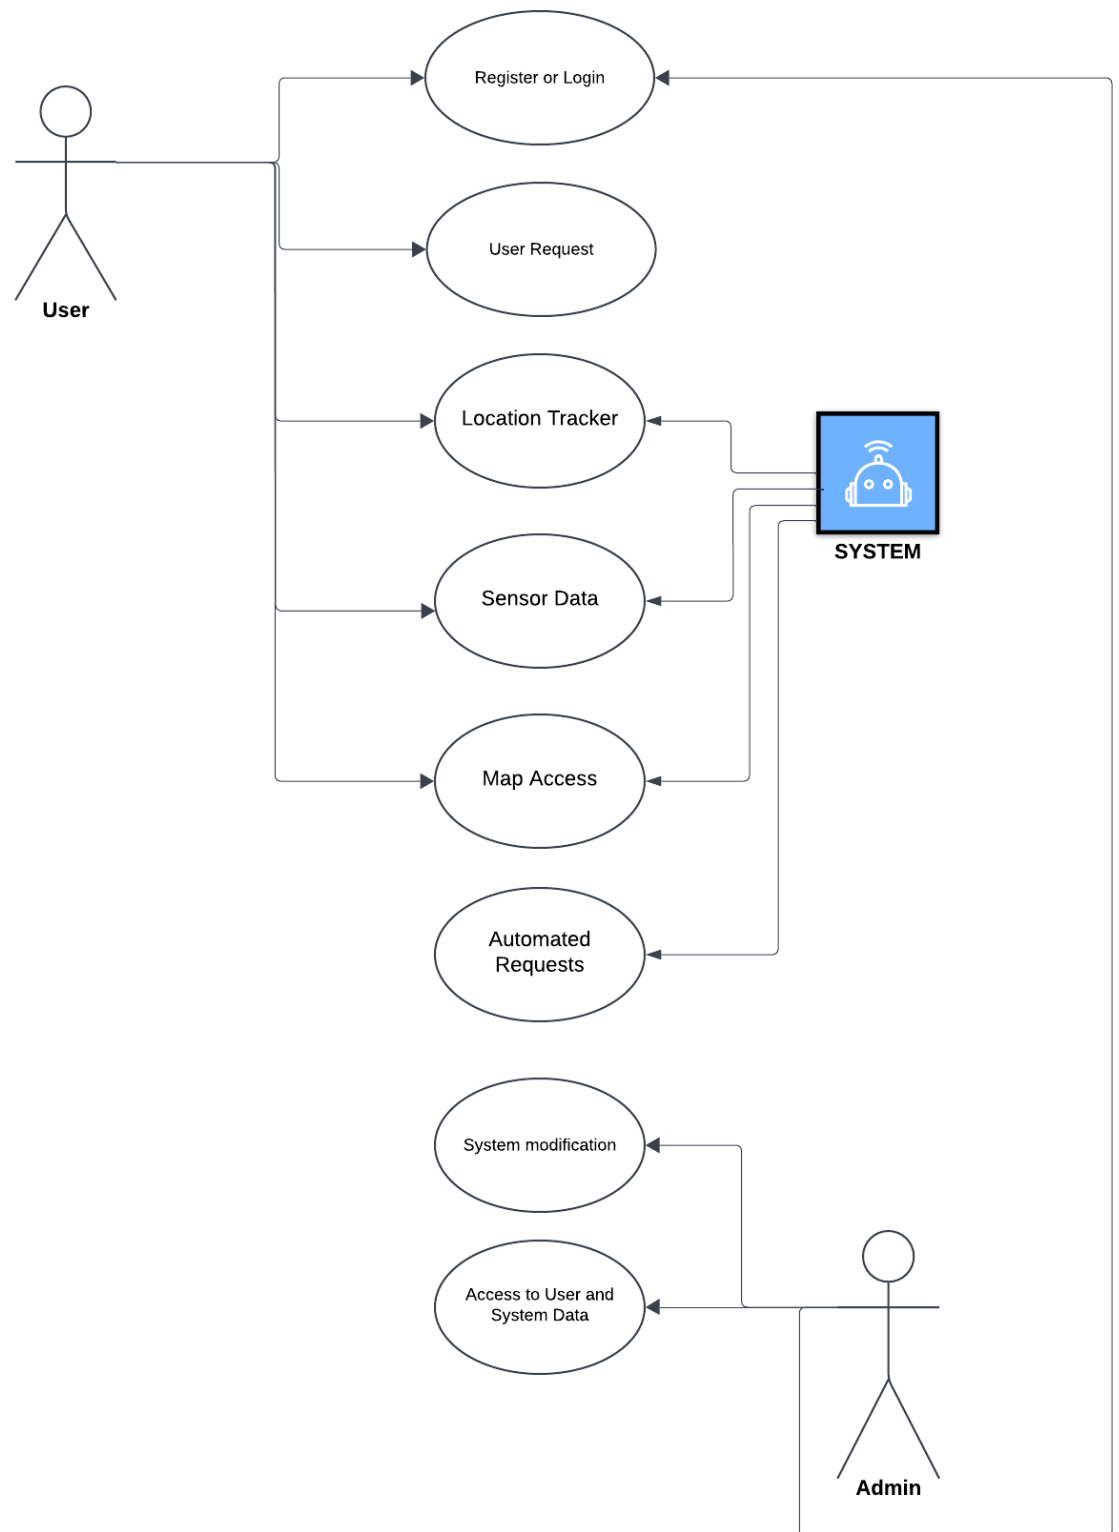 Register or Login
User Request
User
Location Tracker
SYSTEM
Sensor Data
Map Access
Automated
Requests
System modification
Access to User and
System Data
Admin